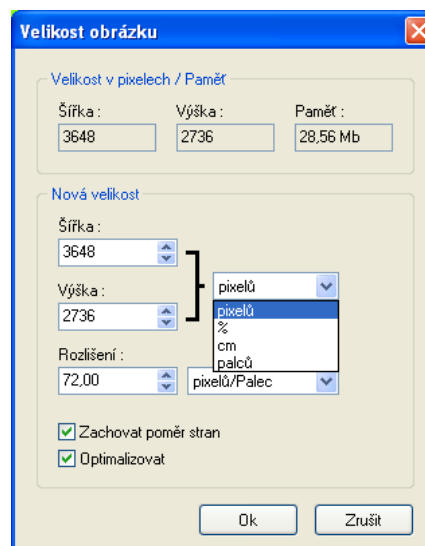 Velikost obrázku
Velikost v pixelech / Paměť
Šířka : Výška : Paměť :
3648 2736 28,56 Mb
Nová velikost
Šířka :
3648
pixelů
Výška :
pixelů
2736
%
cm
Rozlišení :
palců
72,00 pixelů/Palec
Zachovat poměr stran
Optimalizovat
Ok Zrušit